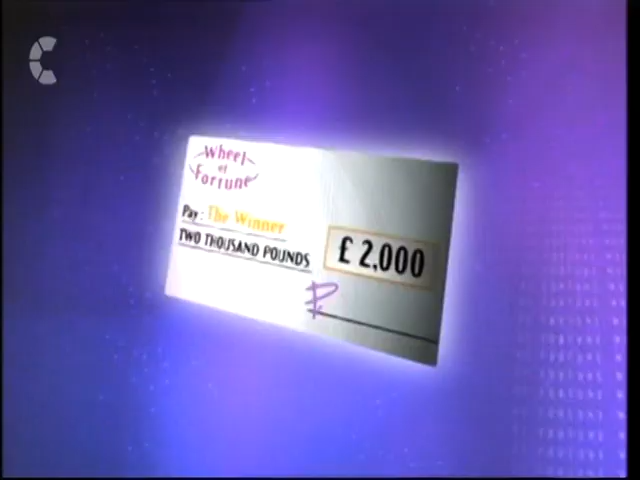 Wheel
of
Fortune
Pay: The Winner
TWO THOUSAND POUNDS
£ 2,000